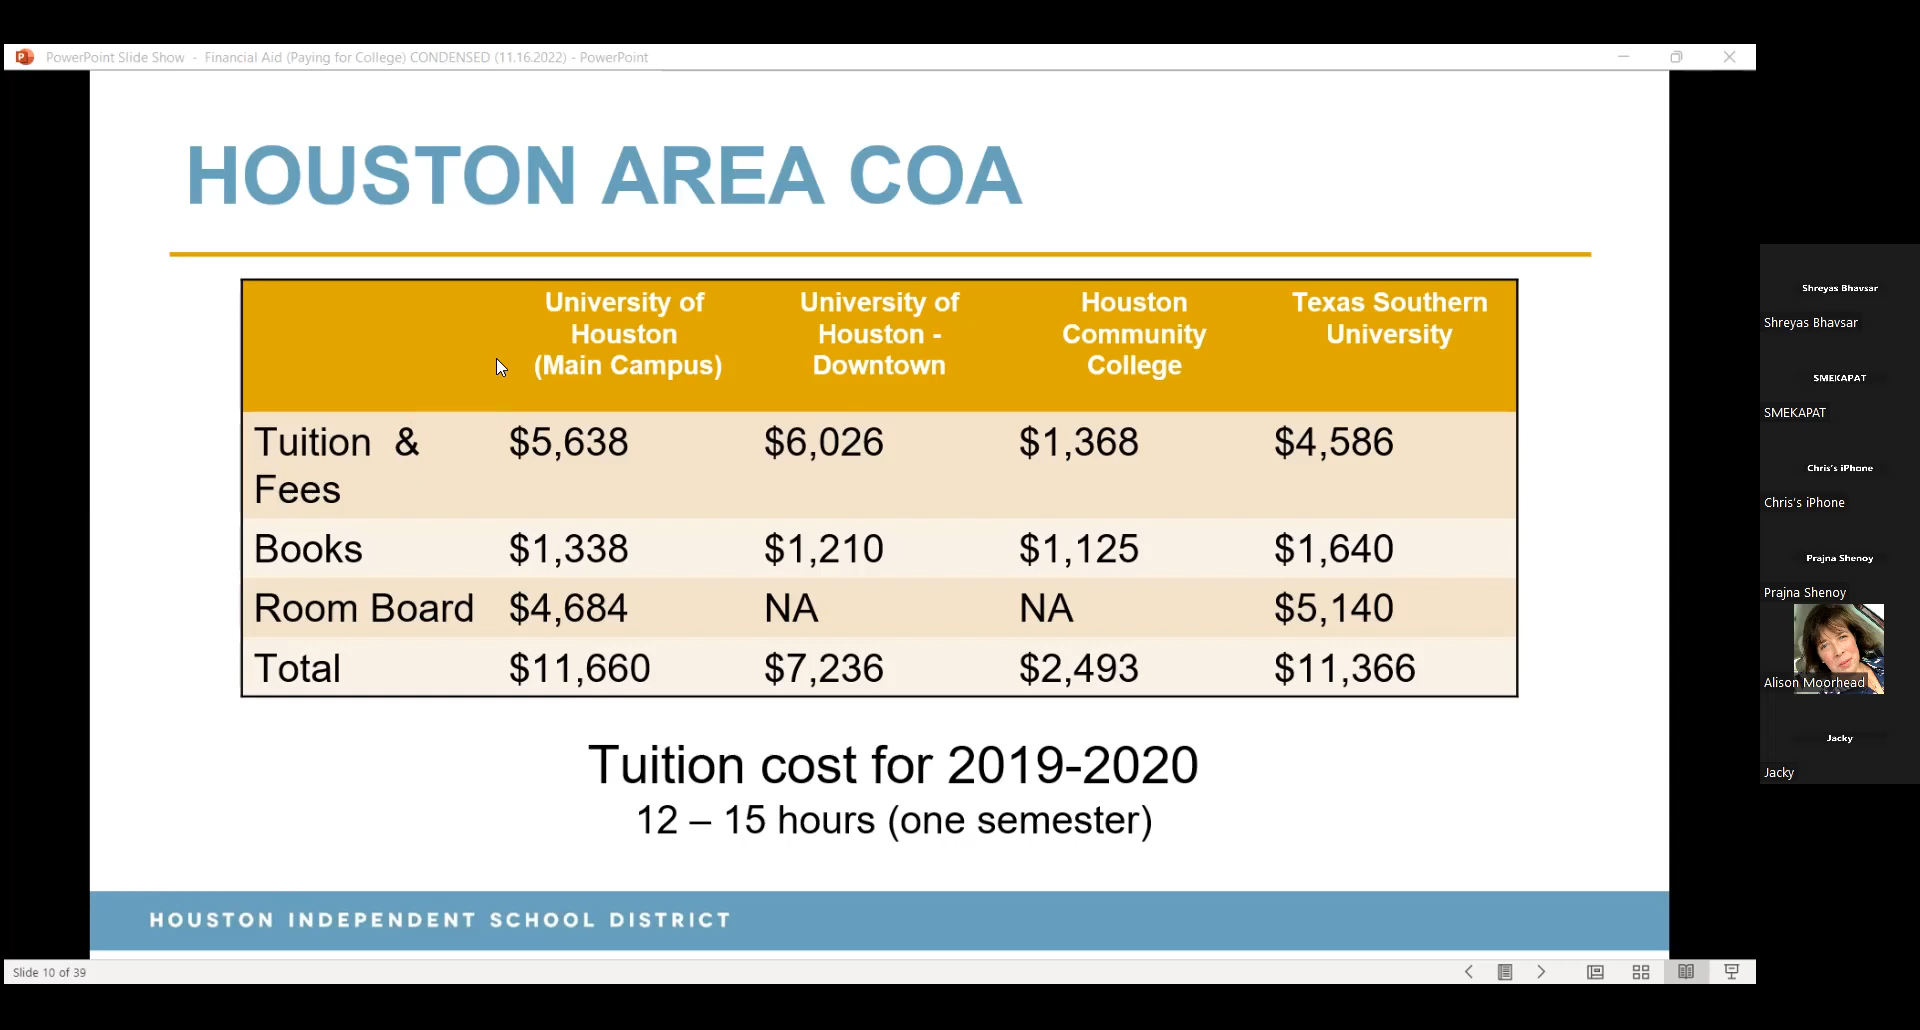 PowerPoint Slide Show - Financial Aid (Paying for College) CONDENSED (11.16.2022) - PowerPoint
HOUSTON AREA COA
University of Houston (Main Campus) University of Houston - Downtown Houston Community College Texas Southern University
Tuition & Fees $5,638 $6,026 $1,368 $4,586
Books $1,338 $1,210 $1,125 $1,640
Room Board $4,684 NA NA $5,140
Total $11,660 $7,236 $2,493 $11,366
Tuition cost for 2019-2020
12 – 15 hours (one semester)
HOUSTON INDEPENDENT SCHOOL DISTRICT
Slide 10 of 39
Shreyas Bhavsar
Shreyas Bhavsar
SMEKAPAT
SMEKAPAT
Chris's iPhone
Chris's iPhone
Prajna Shenoy
Prajna Shenoy
Alison Moorhead
Jacky
Jacky